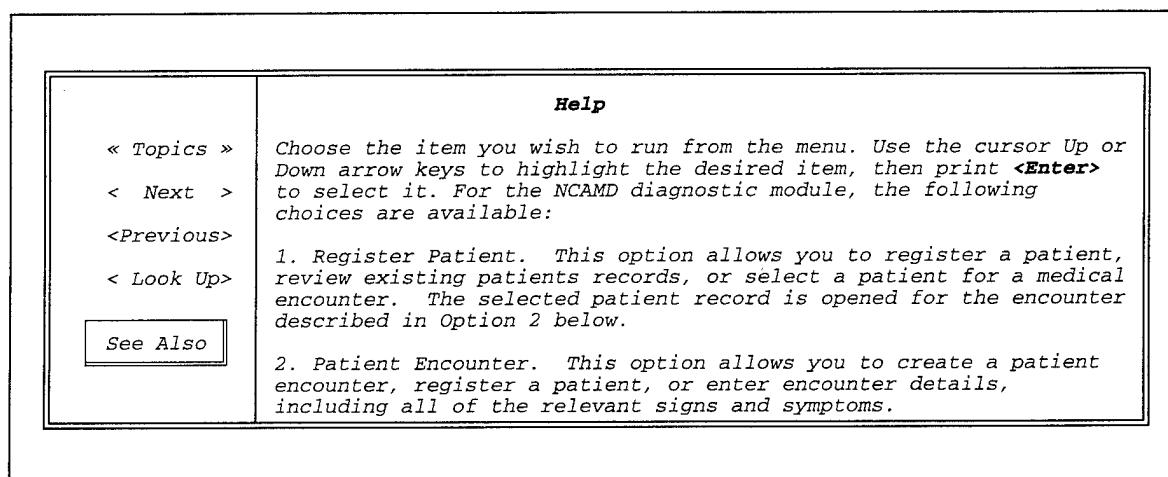 Help
« Topics »
< Next >
<Previous>
< Look Up>
See Also
Choose the item you wish to run from the menu. Use the cursor Up or
Down arrow keys to highlight the desired item, then print <Enter>
to select it. For the NCAMD diagnostic module, the following
choices are available:
1. Register Patient. This option allows you to register a patient,
review existing patients records, or select a patient for a medical
encounter. The selected patient record is opened for the encounter
described in Option 2 below.
2. Patient Encounter. This option allows you to create a patient
encounter, register a patient, or enter encounter details,
including all of the relevant signs and symptoms.